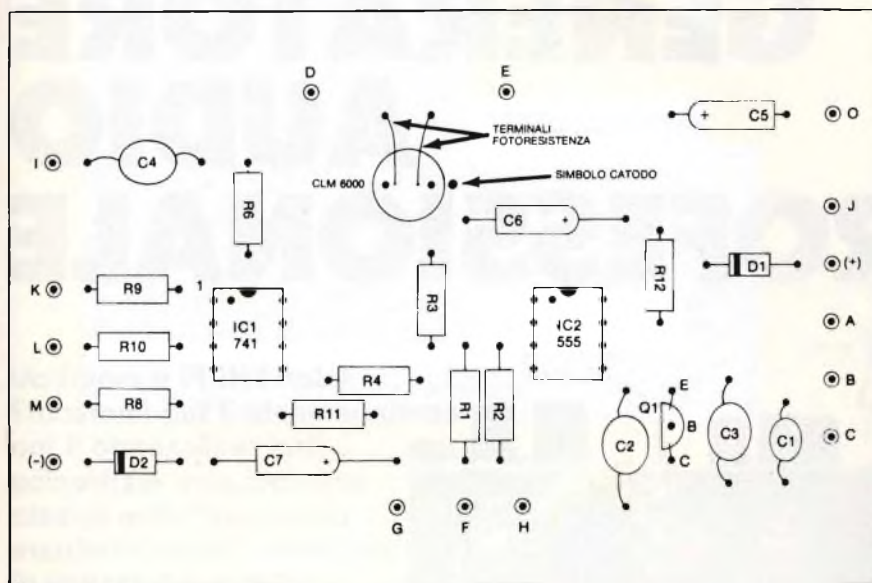 D
E
TERMINALI
FOTORESISTENZA
+ C5
O
I
C4
CLM 6000
SIMBOLO CATODO
R6
J
C6 +
R12
D1
(+)
K
R9
1
R3
L
R10
IC1
741
IC2
555
A
R4
M
R8
R11
R1
R2
B
E
Q1
B
C
C2
C3
C1
C
(-)
D2
C7 +
G
F
H